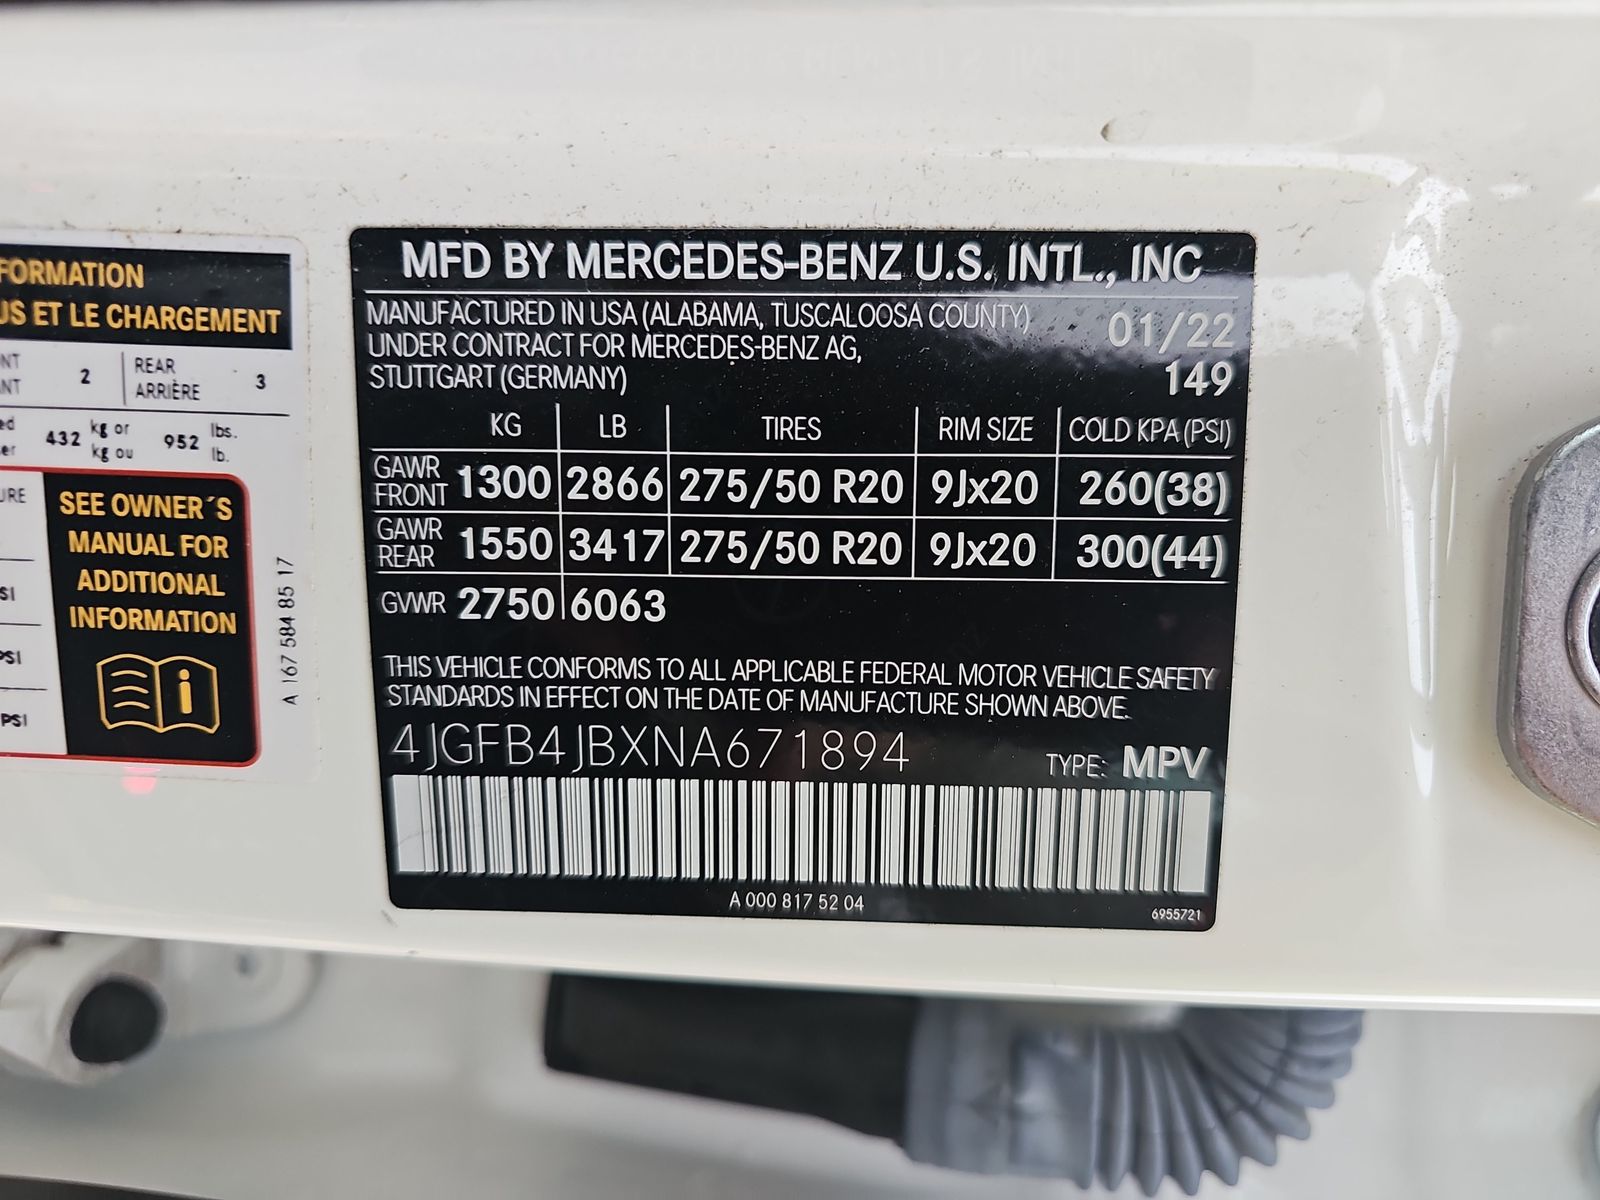 FORMATION
US ET LE CHARGEMENT
2 REAR 3
ARRIÈRE
432 kg or 952 lbs.
kg ou lb.
SEE OWNER´S
MANUAL FOR
ADDITIONAL
INFORMATION
PSI
PSI
A 167 584 85 17
MFD BY MERCEDES-BENZ U.S. INTL., INC
MANUFACTURED IN USA (ALABAMA, TUSCALOOSA COUNTY) 01/22
UNDER CONTRACT FOR MERCEDES-BENZ AG,
STUTTGART (GERMANY) 149
KG LB TIRES RIM SIZE COLD KPA (PSI)
GAWR FRONT 1300 2866 275/50 R20 9Jx20 260(38)
GAWR REAR 1550 3417 275/50 R20 9Jx20 300(44)
GVWR 2750 6063
THIS VEHICLE CONFORMS TO ALL APPLICABLE FEDERAL MOTOR VEHICLE SAFETY
STANDARDS IN EFFECT ON THE DATE OF MANUFACTURE SHOWN ABOVE.
4JGFB4JBXNA671894 TYPE: MPV
A 000 817 52 04
6955721